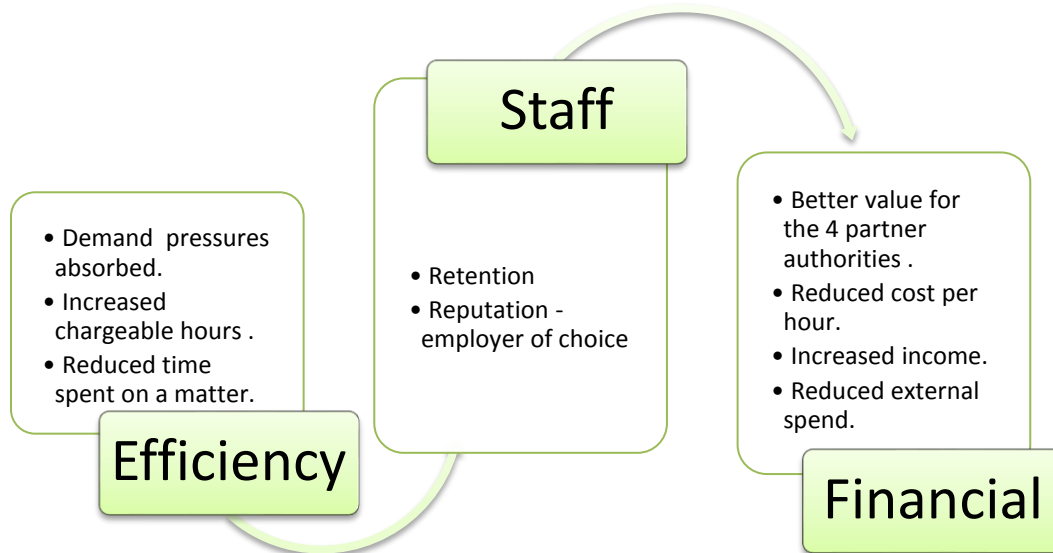 • Demand  pressures
absorbed.
• Increased
chargeable hours .
• Reduced time
spent on a matter.
Efficiency
Staff
• Retention
• Reputation -
employer of choice
• Better value for
the 4 partner
authorities .
• Reduced cost per
hour.
• Increased income.
• Reduced external
spend.
Financial